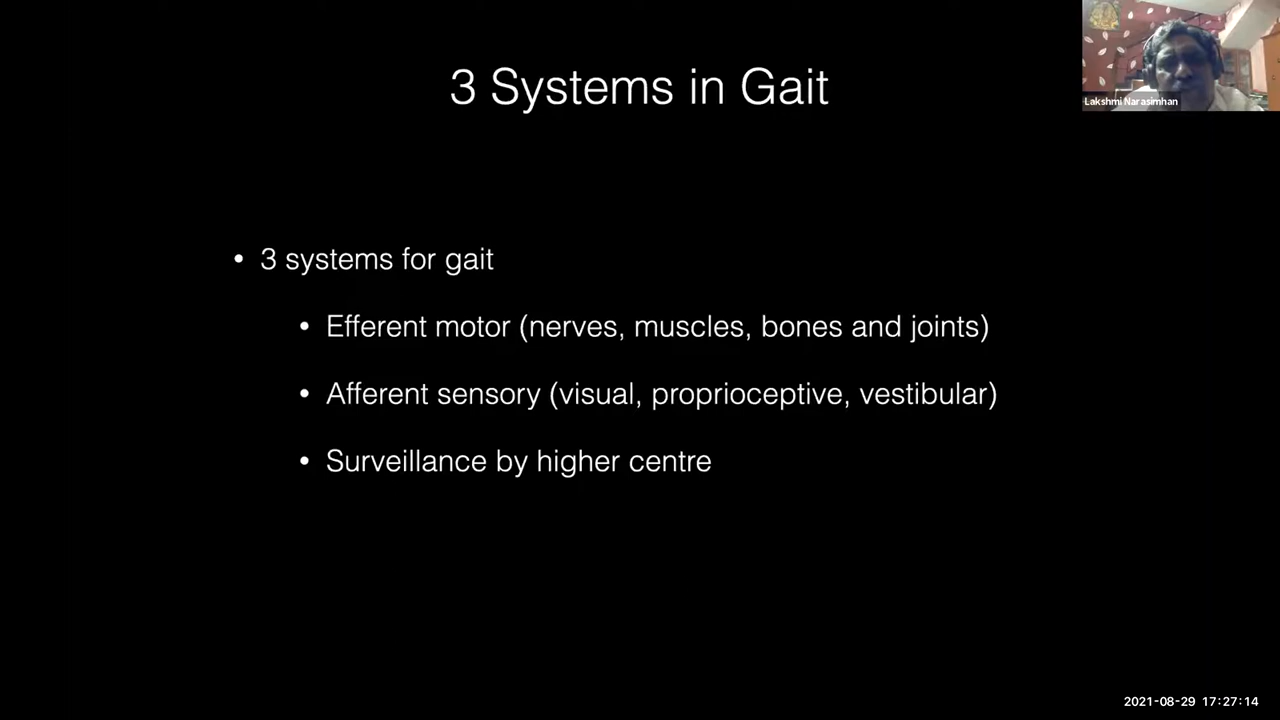 3 Systems in Gait
Lakshmi Narasimhan
• 3 systems for gait
• Efferent motor (nerves, muscles, bones and joints)
• Afferent sensory (visual, proprioceptive, vestibular)
• Surveillance by higher centre
2021-08-29 17:27:14